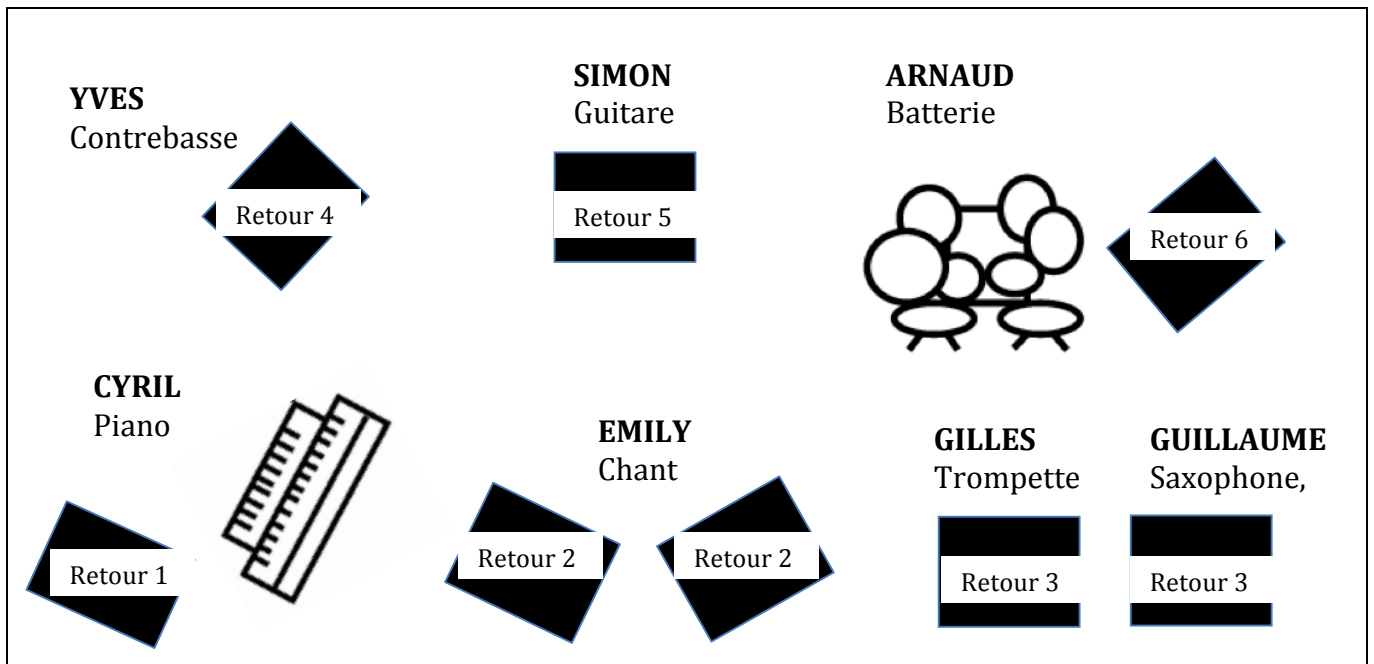 YVES
Contrebasse
Retour 4
SIMON
Guitare
Retour 5
ARNAUD
Batterie
Retour 6
CYRIL
Piano
Retour 1
EMILY
Chant
Retour 2
Retour 2
GILLES
Trompette
Retour 3
GUILLAUME
Saxophone,
Retour 3